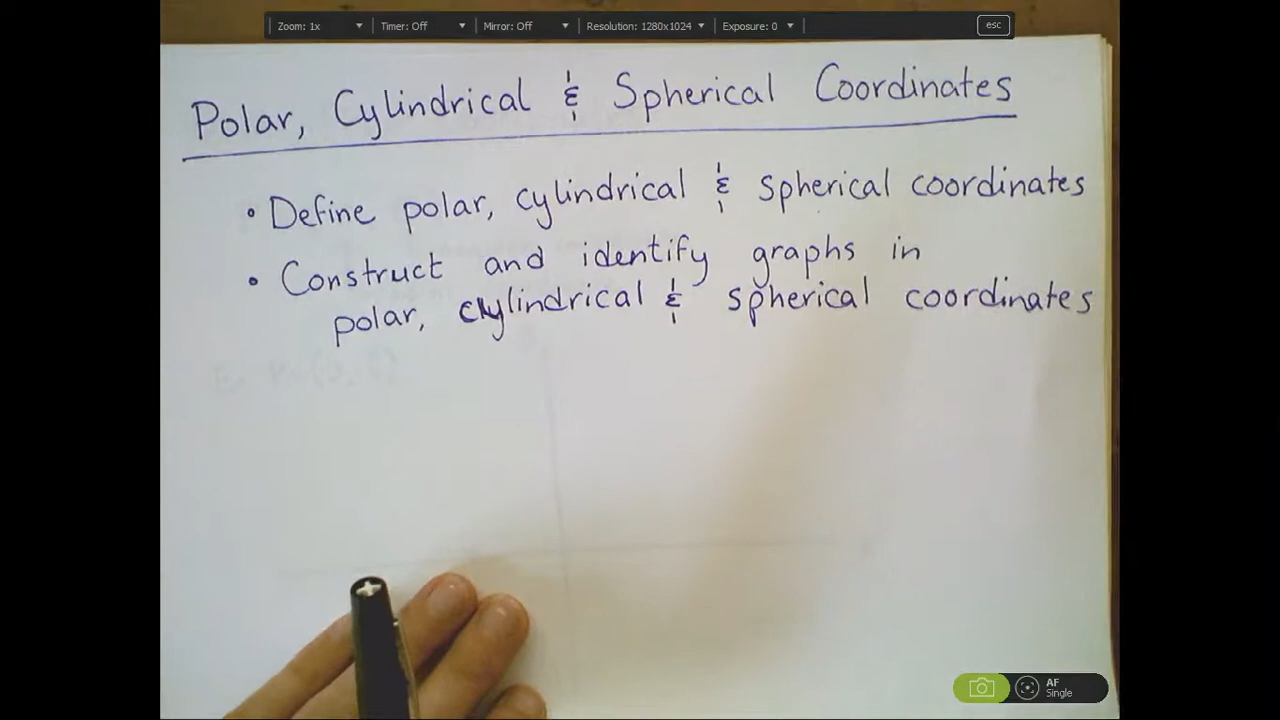 Zoom: 1x Timer: Off Mirror: Off Resolution: 1280x1024 Exposure: 0 esc
Polar, Cylindrical & Spherical Coordinates
• Define polar, cylindrical & spherical coordinates
• Construct and identify graphs in
polar, cylindrical & spherical coordinates
AF
Single